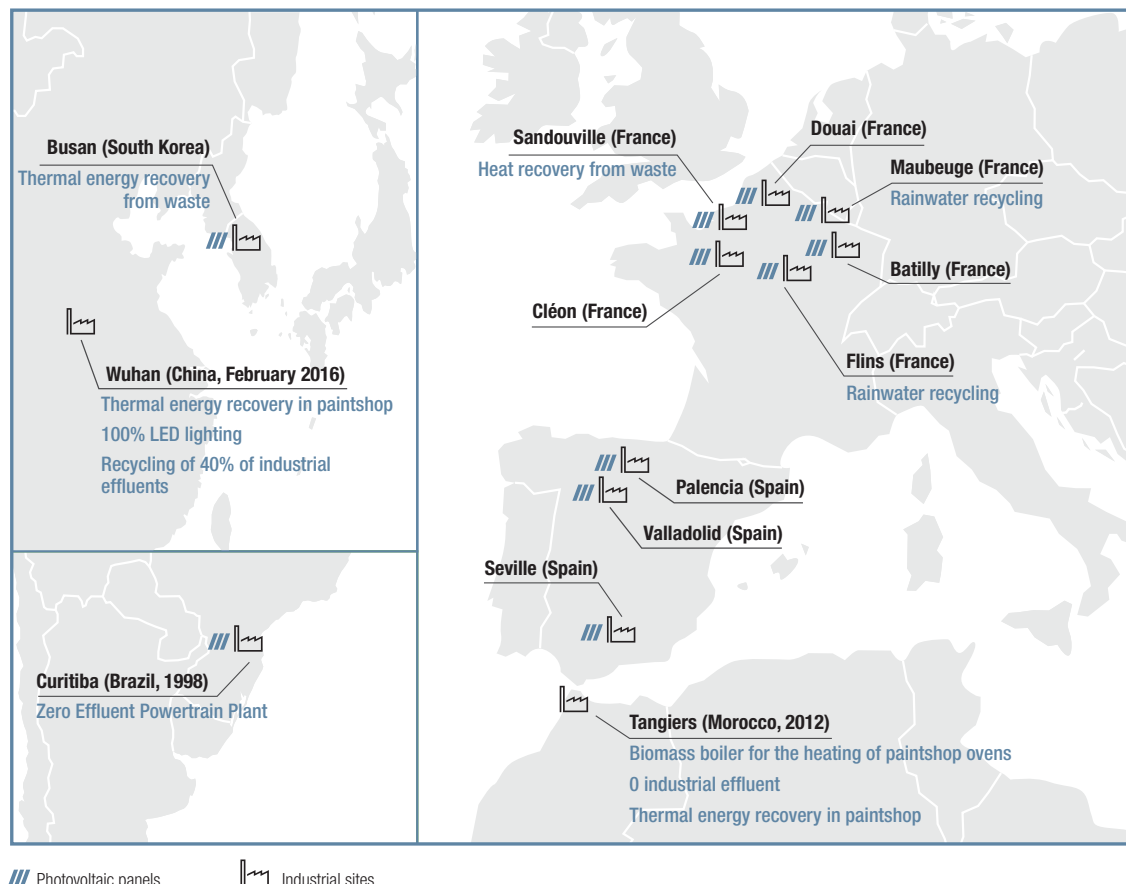 Busan (South Korea)
Thermal energy recovery
from waste
Wuhan (China, February 2016)
Thermal energy recovery in paintshop
100% LED lighting
Recycling of 40% of industrial
effluents
Curitiba (Brazil, 1998)
Zero Effluent Powertrain Plant
Sandouville (France)
Heat recovery from waste
Douai (France)
Maubeuge (France)
Rainwater recycling
Batilly (France)
Cléon (France)
Flins (France)
Rainwater recycling
Palencia (Spain)
Valladolid (Spain)
Seville (Spain)
Tangiers (Morocco, 2012)
Biomass boiler for the heating of paintshop ovens
0 industrial effluent
Thermal energy recovery in paintshop
Photovoltaic panels
Industrial sites